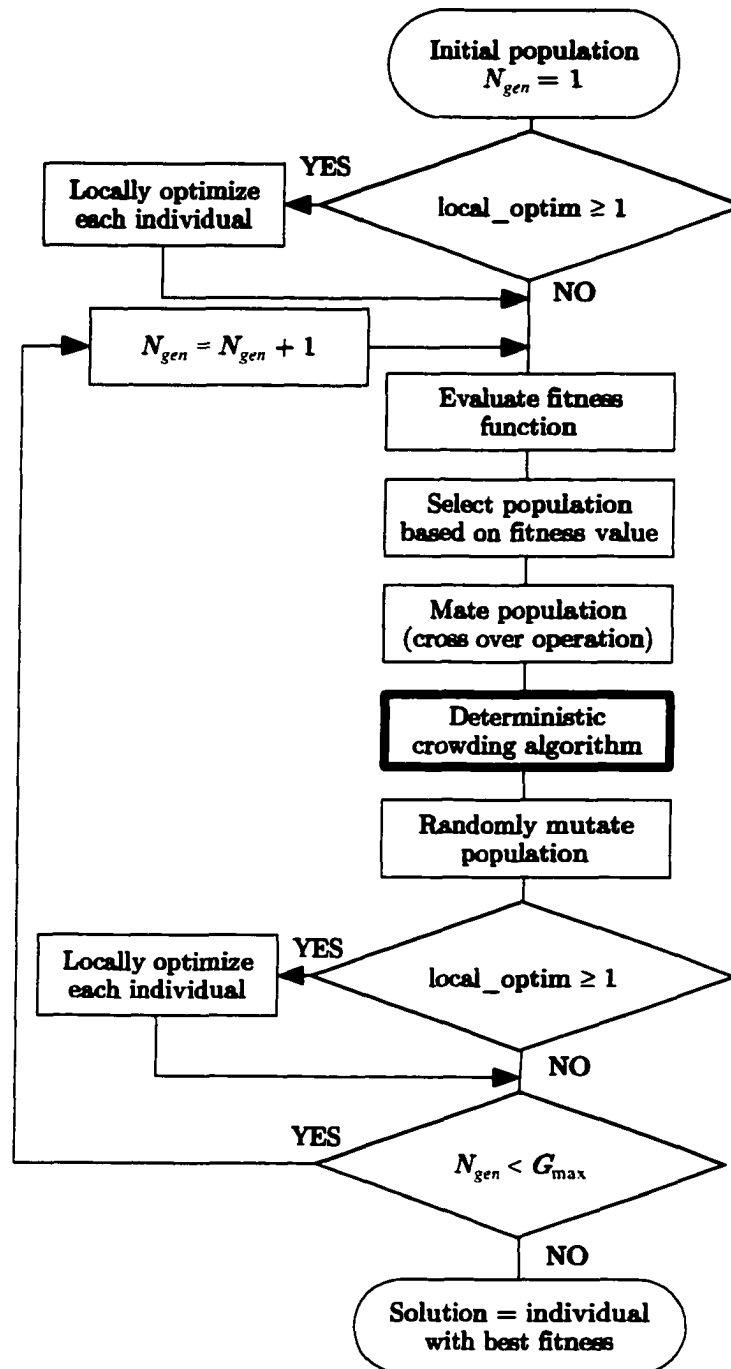 Initial population
N_gen = 1
YES
Locally optimize
each individual
local_optim ≥ 1
NO
N_gen = N_gen + 1
Evaluate fitness
function
Select population
based on fitness value
Mate population
(cross over operation)
Deterministic
crowding algorithm
Randomly mutate
population
YES
Locally optimize
each individual
local_optim ≥ 1
NO
YES
N_gen < G_max
NO
Solution = individual
with best fitness